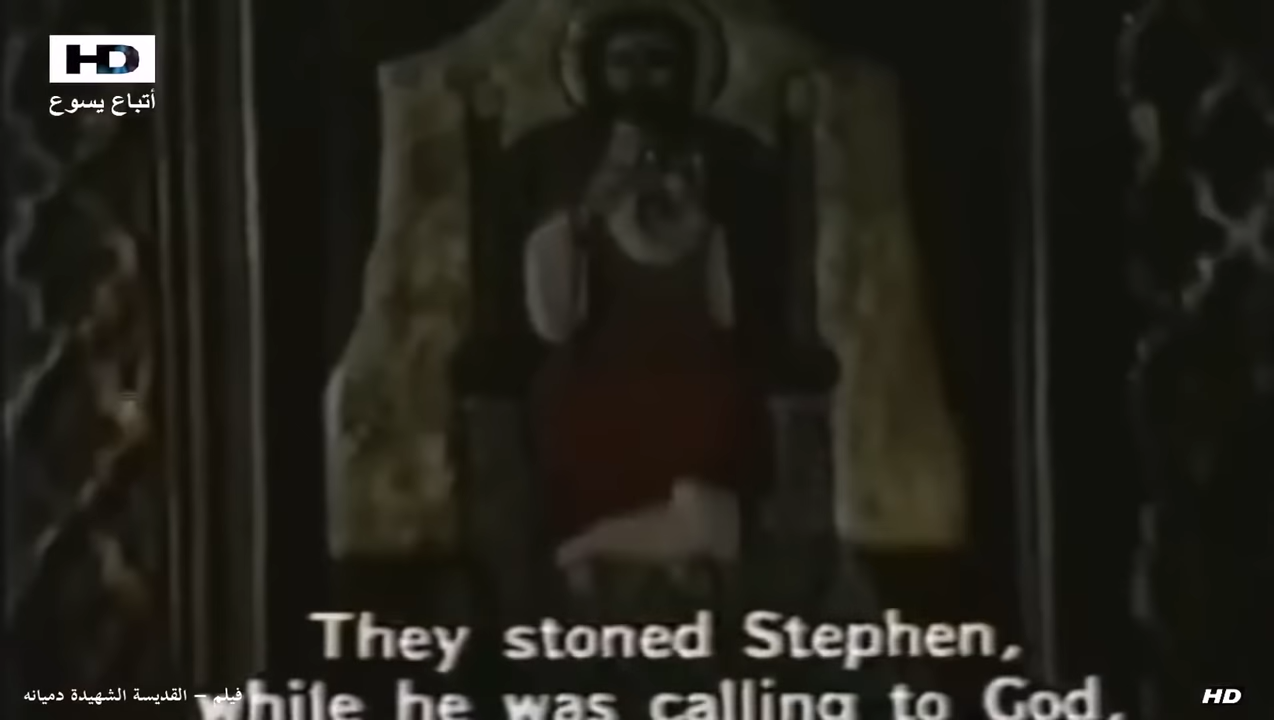 HD
أتباع يسوع
They stoned Stephen,
while he was calling to God,
فيلم – القديسة الشهيدة دميانه
HD